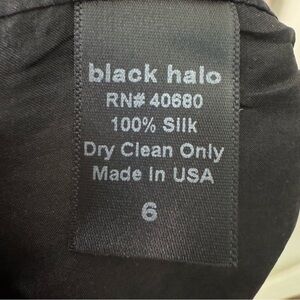 black halo
RN# 40680
100% Silk
Dry Clean Only
Made In USA
6